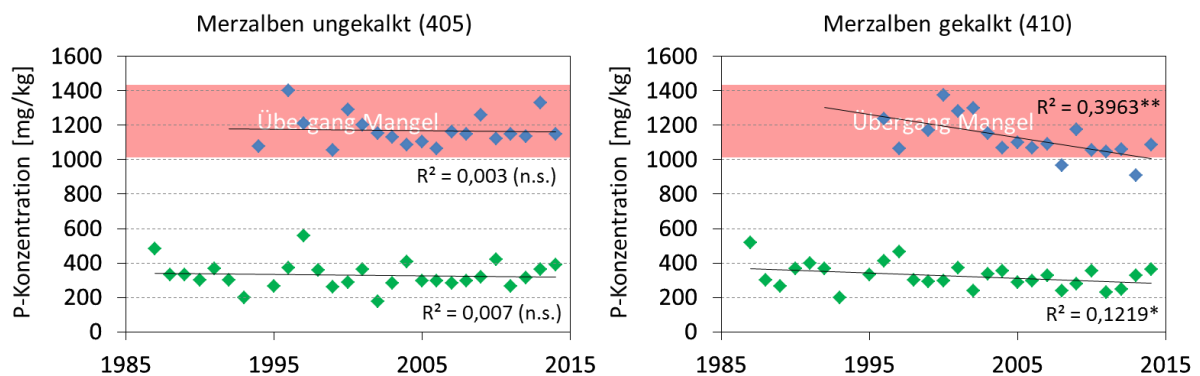 Merzalben ungekalkt (405)
P-Konzentration [mg/kg]
1600
1400
1200
1000
800
600
400
200
0
Übergang Mangel
R² = 0,003 (n.s.)
R² = 0,007 (n.s.)
1985
1995
2005
2015
Merzalben gekalkt (410)
P-Konzentration [mg/kg]
1600
1400
1200
1000
800
600
400
200
0
Übergang Mangel
R² = 0,3963**
R² = 0,1219*
1985
1995
2005
2015